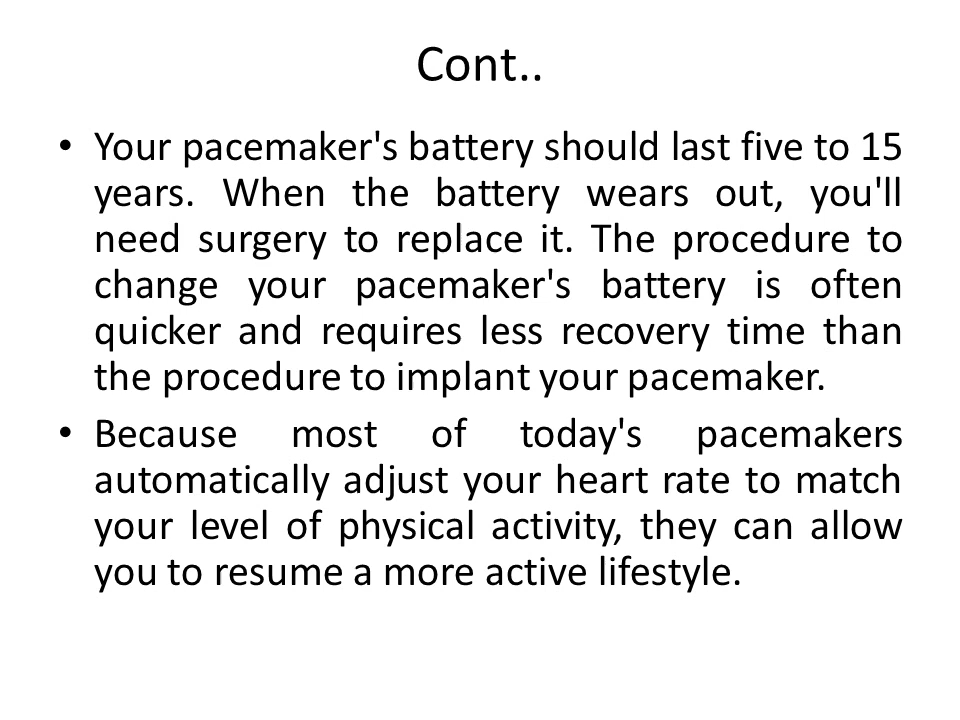 Cont..
• Your pacemaker's battery should last five to 15
years. When the battery wears out, you'll
need surgery to replace it. The procedure to
change your pacemaker's battery is often
quicker and requires less recovery time than
the procedure to implant your pacemaker.
• Because most of today's pacemakers
automatically adjust your heart rate to match
your level of physical activity, they can allow
you to resume a more active lifestyle.